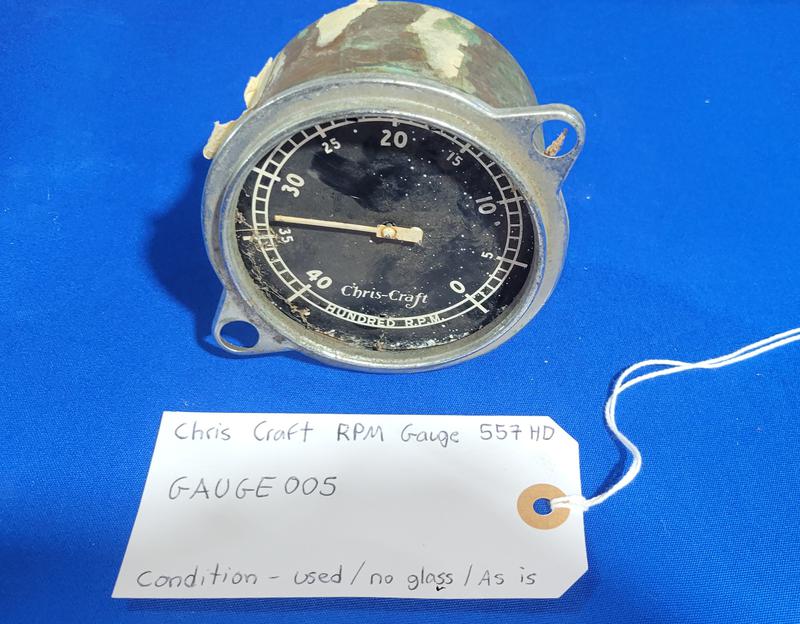 20
25
15
30
10
35
5
40
0
Chris-Craft
HUNDRED R.P.M.
Chris Craft RPM Gauge 557 HD
GAUGE 005
Condition - used / no glass / As is